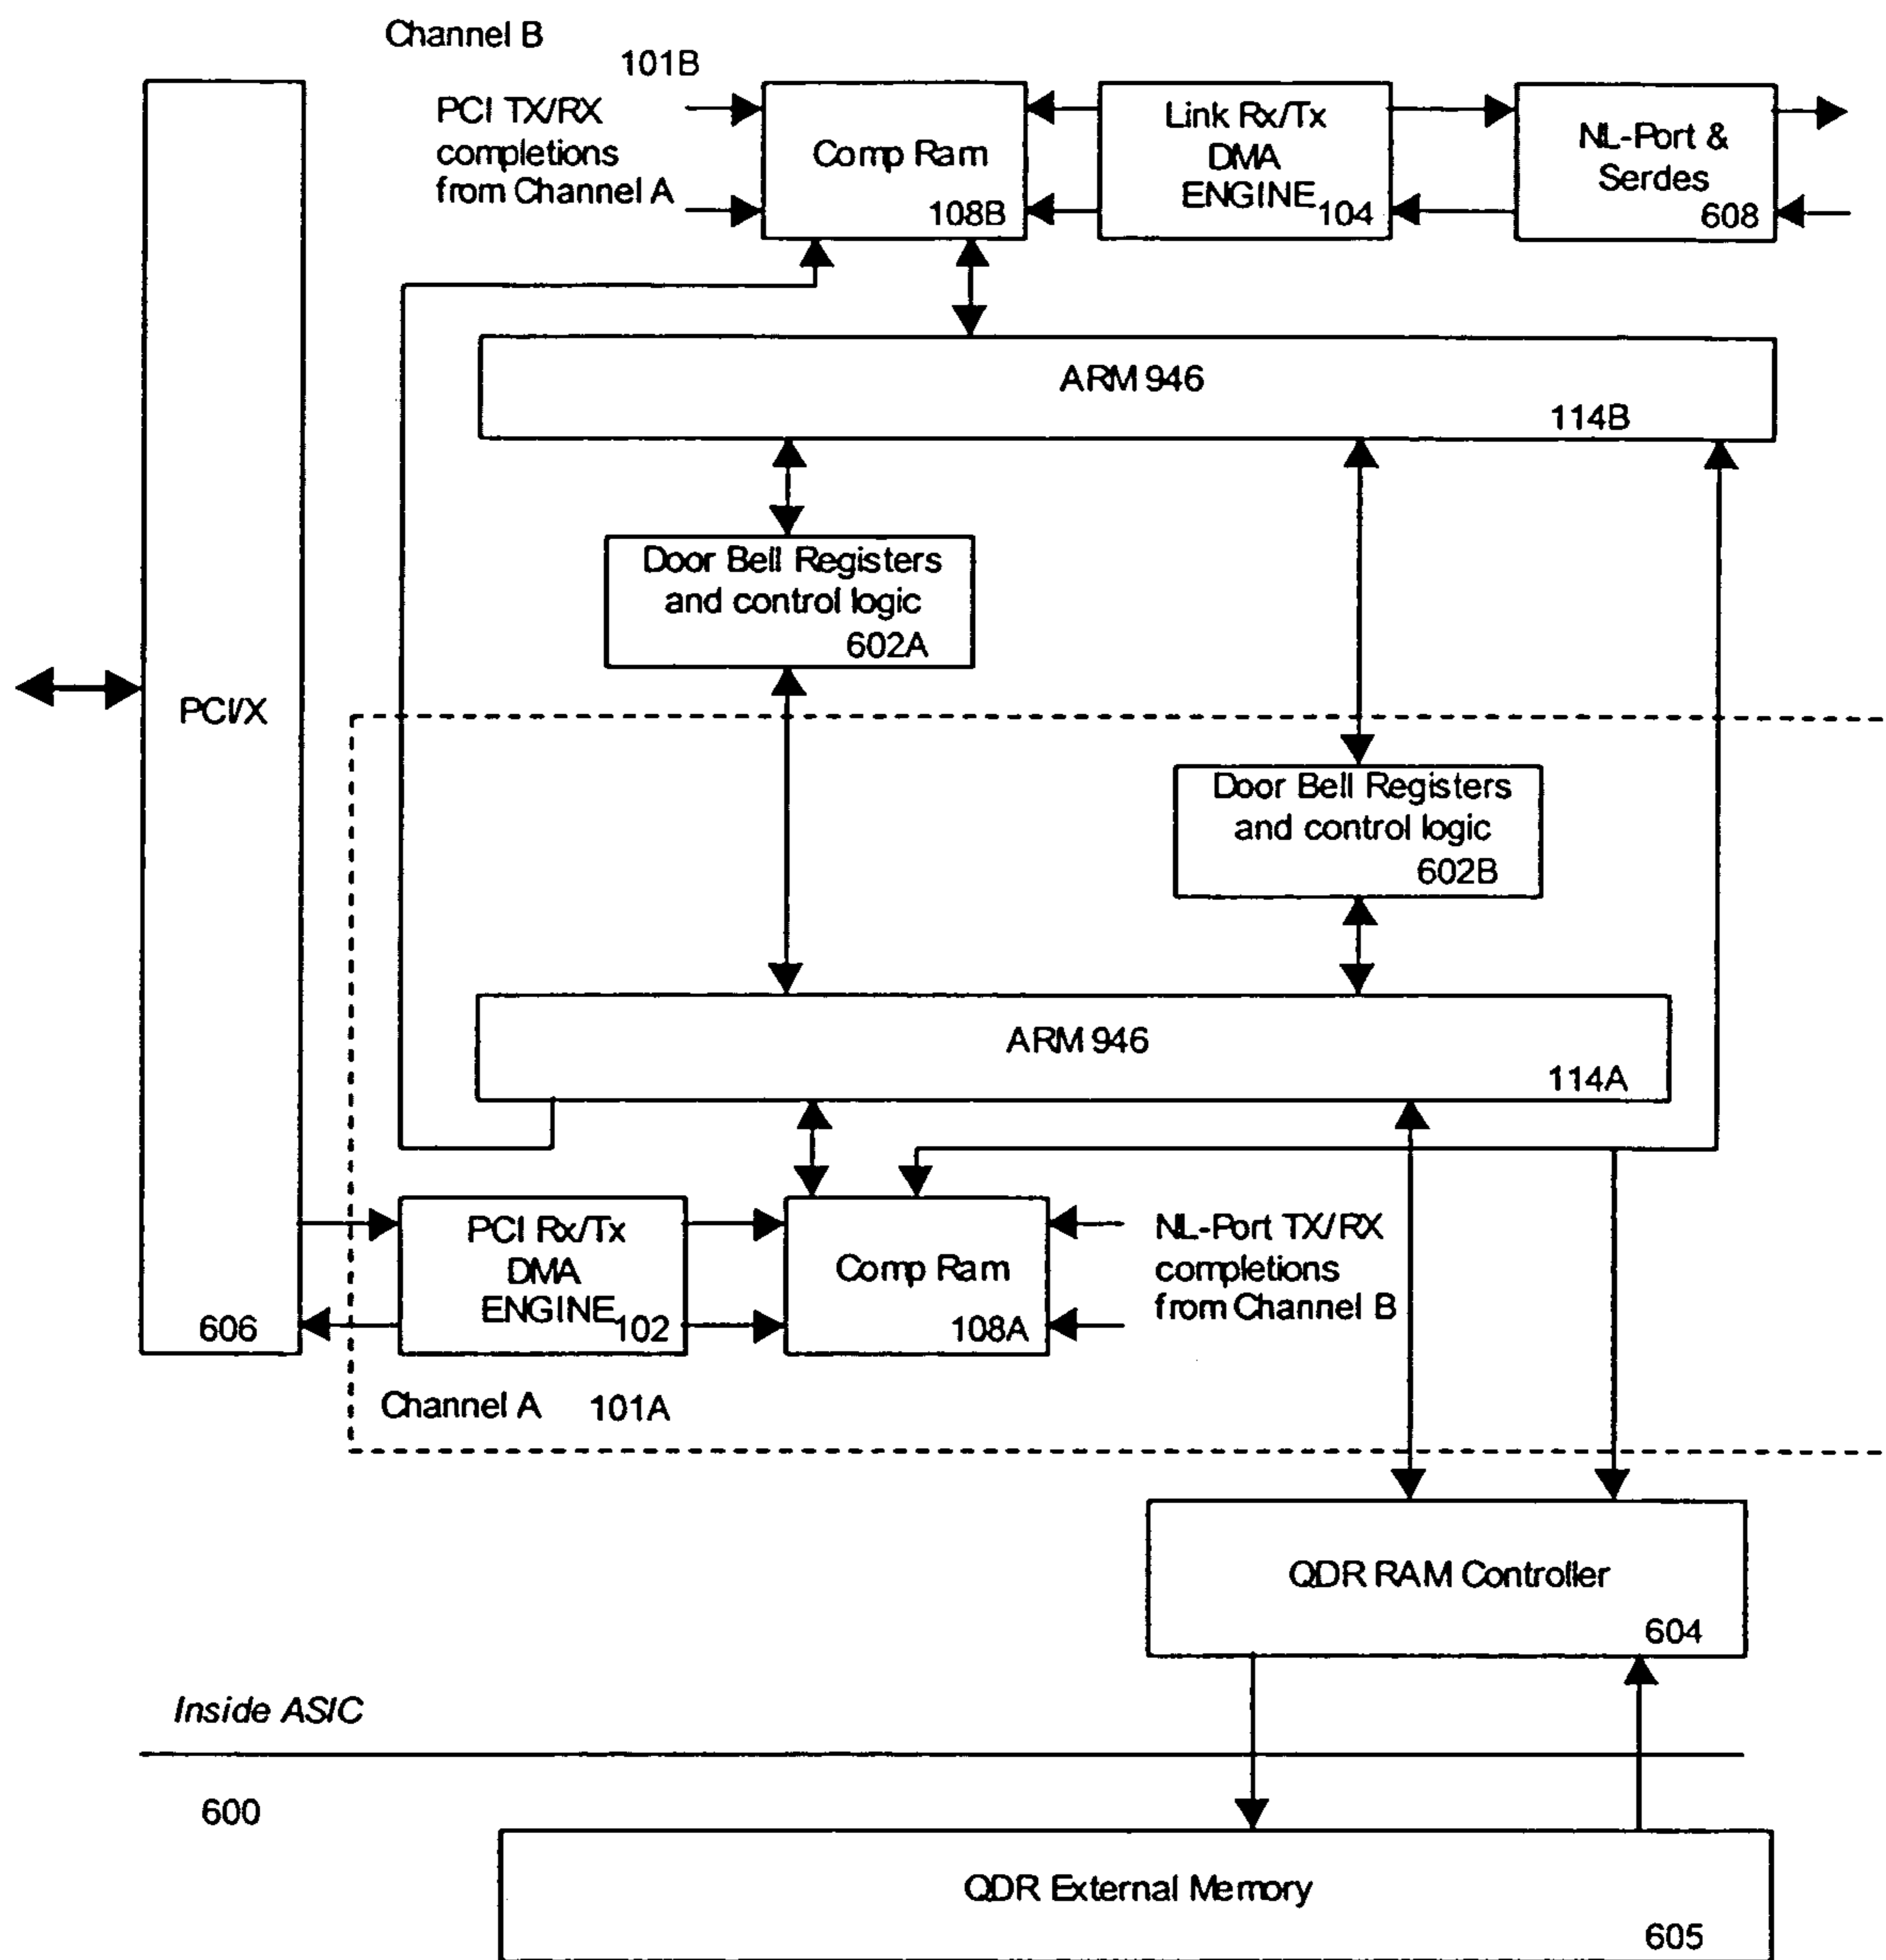 Channel B
101B
PCI TX/RX
completions
from Channel A
Comp Ram
108B
Link Rx/Tx
DMA
ENGINE
104
NL-Port &
Serdes
608
ARM 946
114B
Door Bell Registers
and control logic
602A
PCI/X
Door Bell Registers
and control logic
602B
ARM 946
114A
PCI Rx/Tx
DMA
ENGINE
102
Comp Ram
108A
NL-Port TX/RX
completions
from Channel B
606
Channel A
101A
QDR RAM Controller
604
Inside ASIC
600
QDR External Memory
605